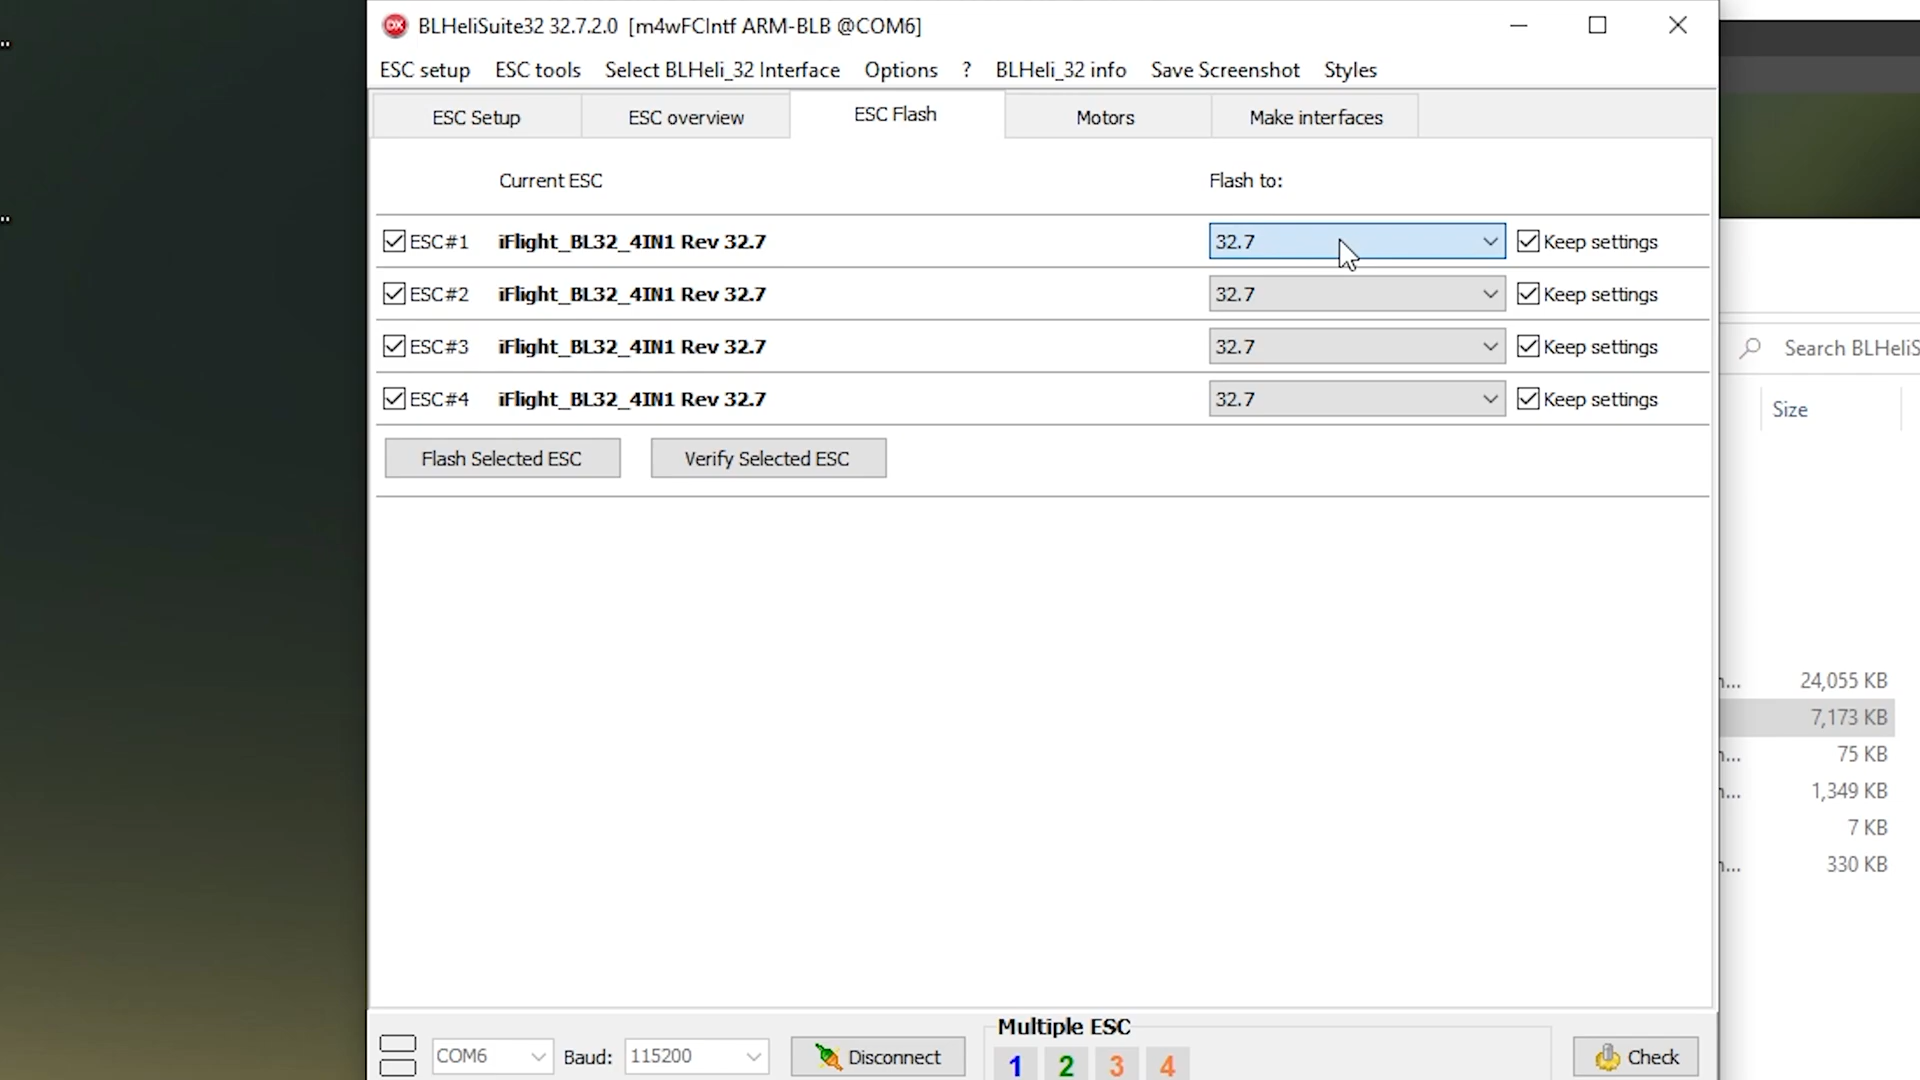 BLHeliSuite32 32.7.2.0 [m4wFCIntf ARM-BLB @COM6]
ESC setup ESC tools Select BLHeli_32 Interface Options ? BLHeli_32 info Save Screenshot Styles
ESC Setup ESC overview ESC Flash Motors Make interfaces
Current ESC Flash to:
ESC#1 iFlight_BL32_4IN1 Rev 32.7 32.7 Keep settings
ESC#2 iFlight_BL32_4IN1 Rev 32.7 32.7 Keep settings
ESC#3 iFlight_BL32_4IN1 Rev 32.7 32.7 Keep settings
ESC#4 iFlight_BL32_4IN1 Rev 32.7 32.7 Keep settings
Flash Selected ESC Verify Selected ESC
Multiple ESC
COM6 Baud: 115200 Disconnect 1 2 3 4 Check
Search BLHeliS
Size
24,055 KB
7,173 KB
75 KB
1,349 KB
7 KB
330 KB